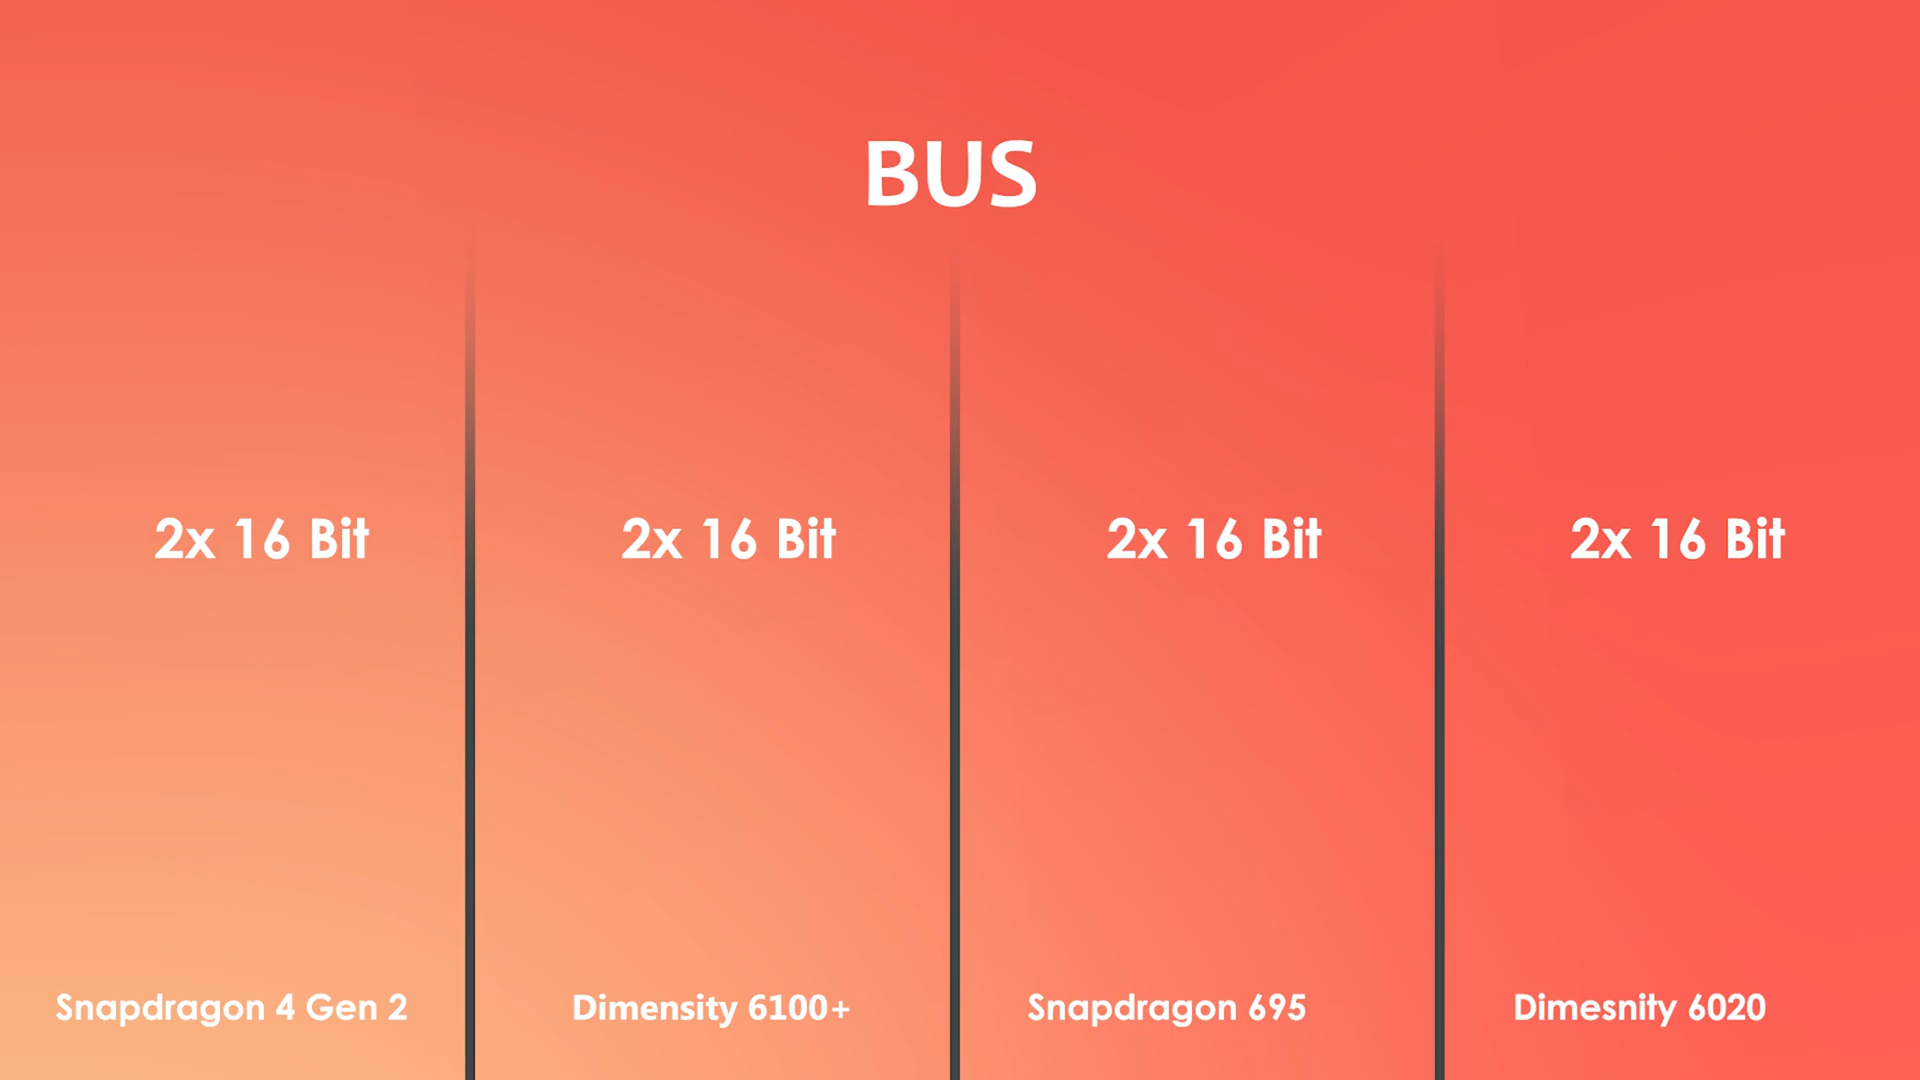 BUS
2x 16 Bit
2x 16 Bit
2x 16 Bit
2x 16 Bit
Snapdragon 4 Gen 2
Dimensity 6100+
Snapdragon 695
Dimesnity 6020